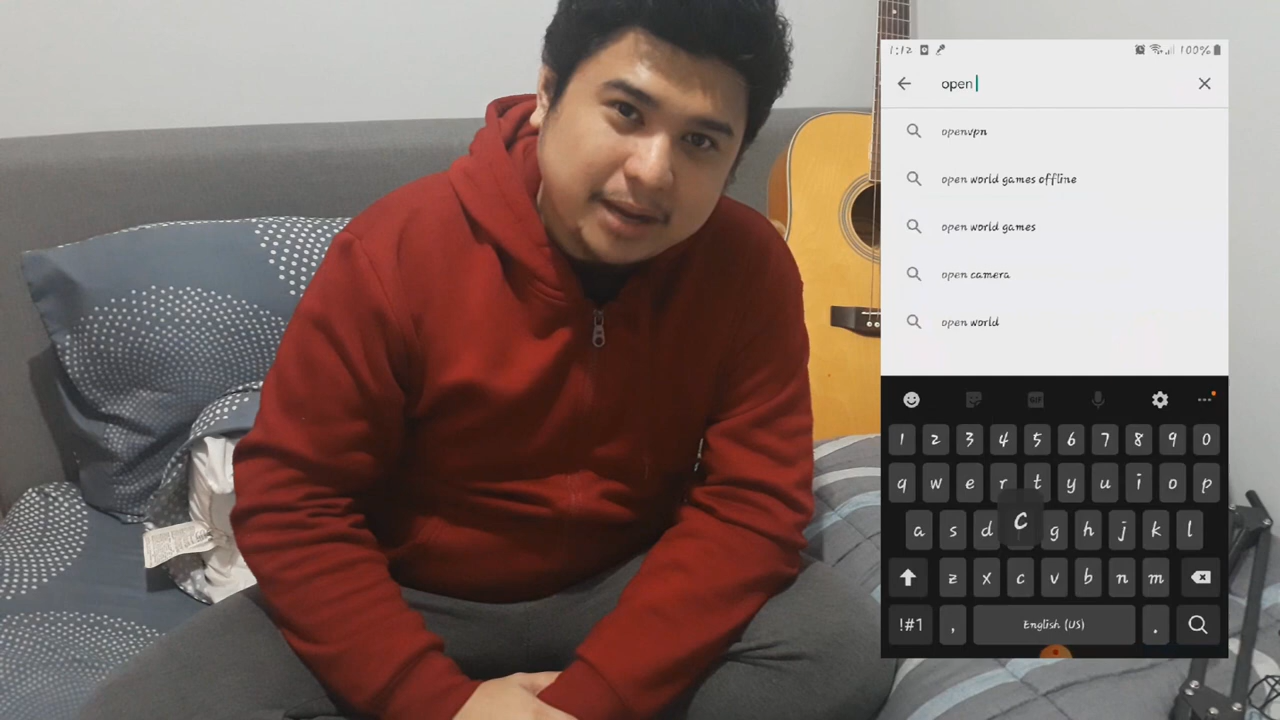 1:12 100%
open
openvpn
open world games offline
open world games
open camera
open world
GIF
1 2 3 4 5 6 7 8 9 0
q w e r t y u i o p
a s d c g h j k l
z x c v b n m
!#1 , English (US) .